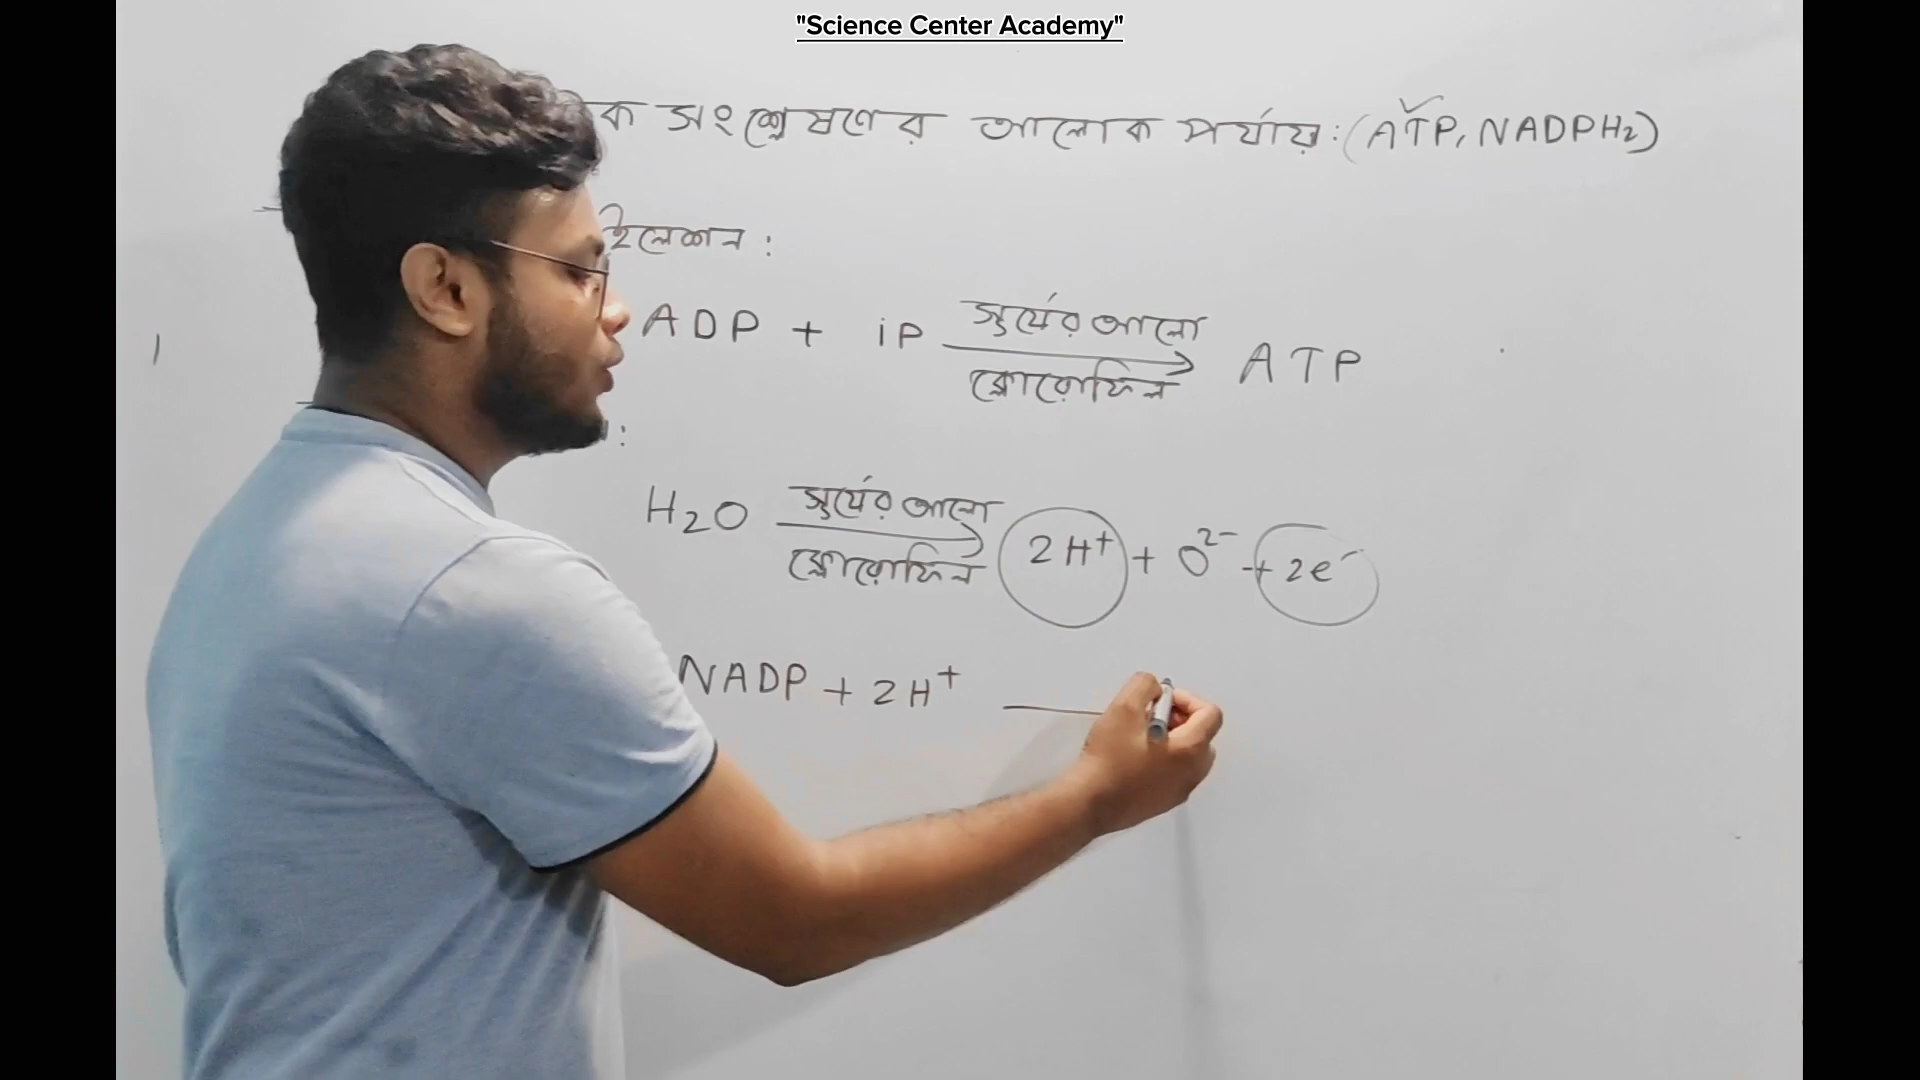 "Science Center Academy"
ক সংশ্লেষণের আলোক পর্যায়: (ATP, NADPH₂)
ইলেশন :
ADP + iP সূর্যের আলো ক্লোরোফিল ATP
:
H₂O সূর্যের আলো ক্লোরোফিল 2H⁺ + O²⁻ + 2e⁻
NADP + 2H⁺